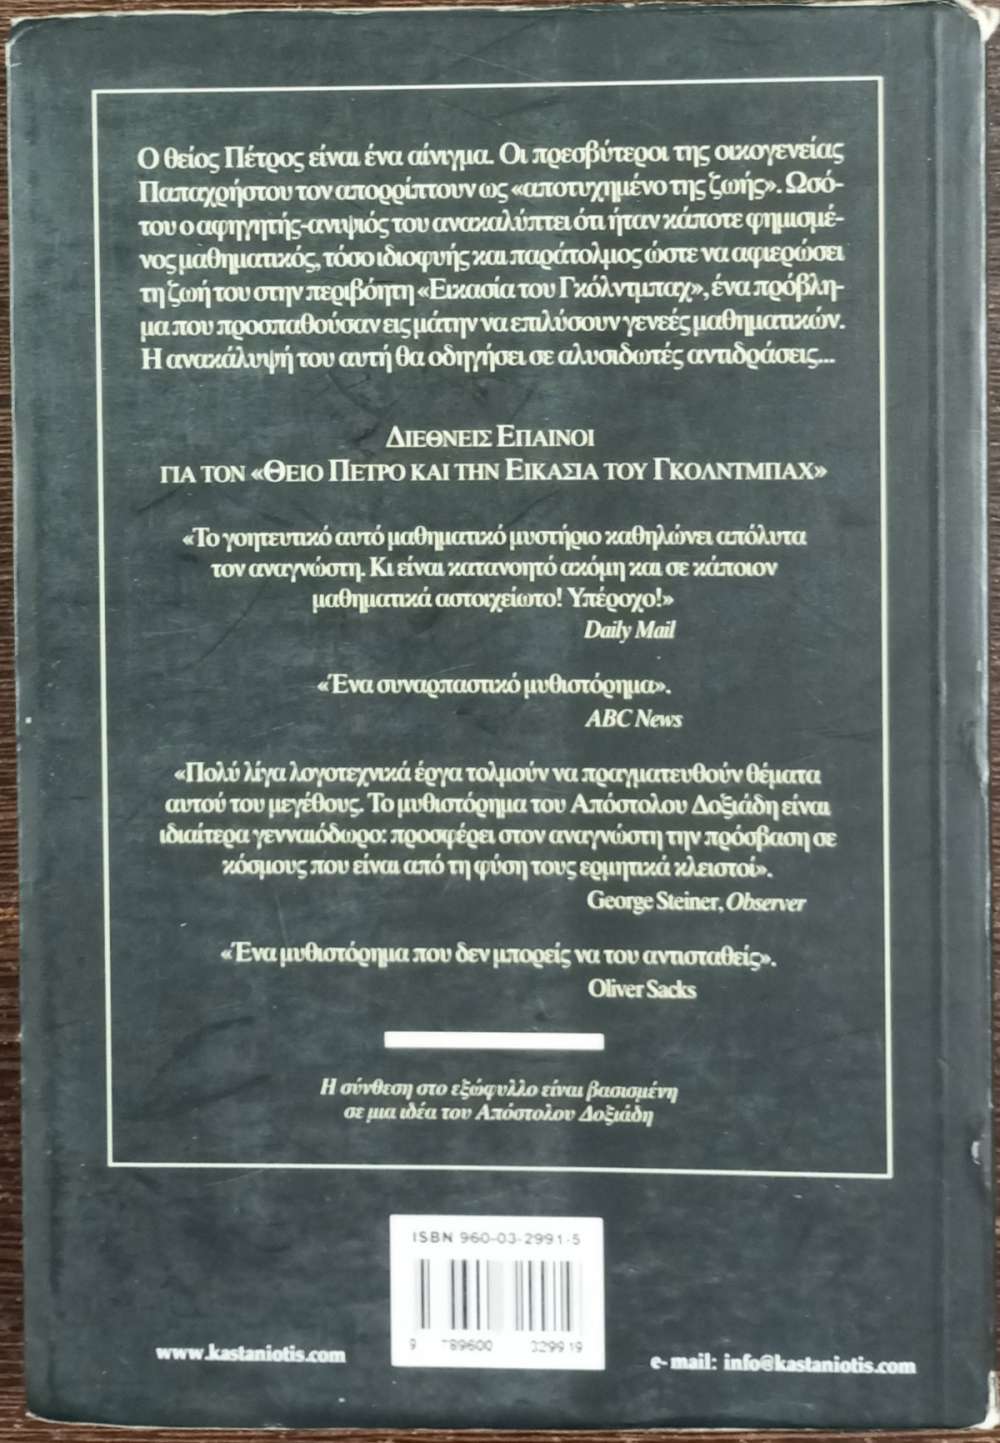 Ο θείος Πέτρος είναι ένα αίνιγμα. Οι πρεσβύτεροι της οικογενείας
Παπαχρήστου τον απορρίπτουν ως «αποτυχημένο της ζωής». Ωσό-
του ο αφηγητής-ανιψιός του ανακαλύπτει ότι ήταν κάποτε φημισμέ-
νος μαθηματικός, τόσο ιδιοφυής και παράτολμος ώστε να αφιερώσει
τη ζωή του στην περιβόητη «Εικασία του Γκόλντμπαχ», ένα πρόβλη-
μα που προσπαθούσαν εις μάτην να επιλύσουν γενεές μαθηματικών.
Η ανακάλυψή του αυτή θα οδηγήσει σε αλυσιδωτές αντιδράσεις...
ΔΙΕΘΝΕΙΣ ΕΠΑΙΝΟΙ
ΓΙΑ ΤΟΝ «ΘΕΙΟ ΠΕΤΡΟ ΚΑΙ ΤΗΝ ΕΙΚΑΣΙΑ ΤΟΥ ΓΚΟΛΝΤΜΠΑΧ»
«Το γοητευτικό αυτό μαθηματικό μυστήριο καθηλώνει απόλυτα
τον αναγνώστη. Κι είναι κατανοητό ακόμη και σε κάποιον
μαθηματικά αστοιχείωτο! Υπέροχο!»
Daily Mail
«Ένα συναρπαστικό μυθιστόρημα».
ABC News
«Πολύ λίγα λογοτεχνικά έργα τολμούν να πραγματευθούν θέματα
αυτού του μεγέθους. Το μυθιστόρημα του Απόστολου Δοξιάδη είναι
ιδιαίτερα γενναιόδωρο: προσφέρει στον αναγνώστη την πρόσβαση σε
κόσμους που είναι από τη φύση τους ερμητικά κλειστοί».
George Steiner, Observer
«Ένα μυθιστόρημα που δεν μπορείς να του αντισταθείς».
Oliver Sacks
Η σύνθεση στο εξώφυλλο είναι βασισμένη
σε μια ιδέα του Απόστολου Δοξιάδη
ISBN 960-03-2991-5
9 789600 329919
www.kastaniotis.com
e-mail: info@kastaniotis.com